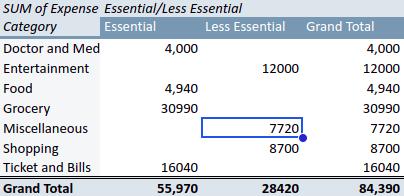 SUM of Expense Essential/Less Essential
Category Essential Less Essential Grand Total
Doctor and Med 4,000 4,000
Entertainment 12000 12000
Food 4,940 4,940
Grocery 30990 30990
Miscellaneous 7720 7720
Shopping 8700 8700
Ticket and Bills 16040 16040
Grand Total 55,970 28420 84,390